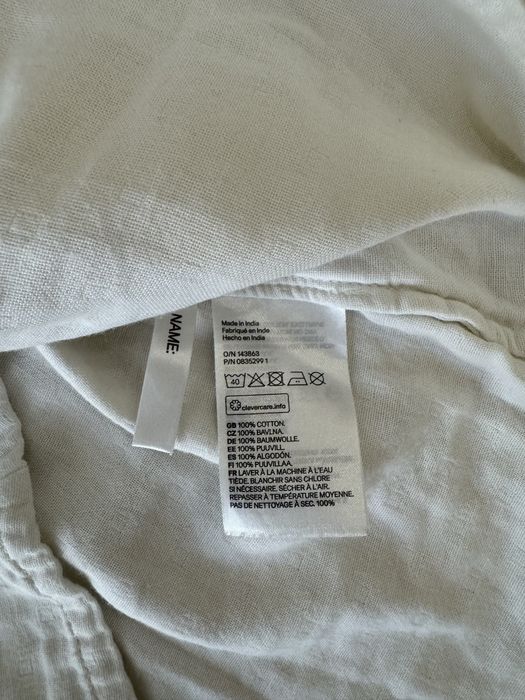 NAME:
Made in India
Fabriqué en Inde
Hecho en India
O/N 143863
P/N 0835299 1
40
clevercare.info
GB 100% COTTON.
CZ 100% BAVLNA.
DE 100% BAUMWOLLE.
EE 100% PUUVILL.
ES 100% ALGODÓN.
FI 100% PUUVILLAA.
FR LAVER À LA MACHINE À L'EAU
TIÈDE. BLANCHIR SANS CHLORE
SI NÉCESSAIRE. SÉCHER À L'AIR.
REPASSER À TEMPÉRATURE MOYENNE.
PAS DE NETTOYAGE À SEC. 100%